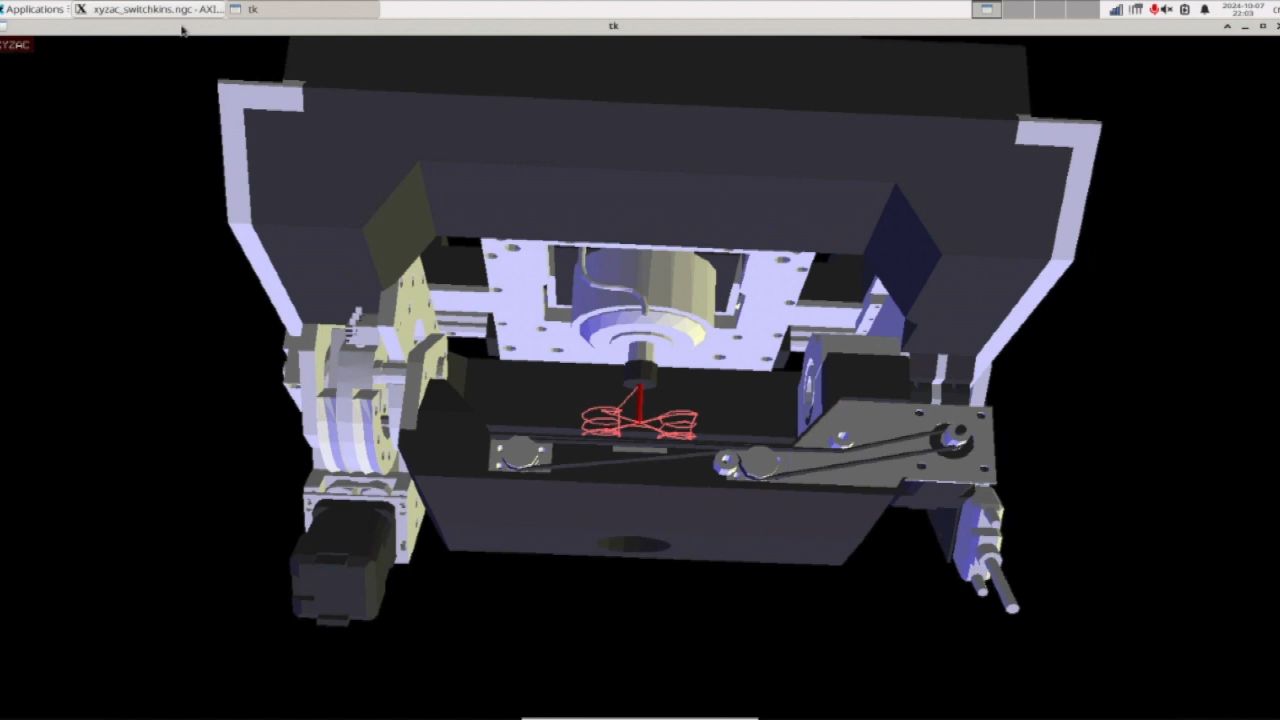 Applications
xyzac_switchkins.ngc - AXI...
tk
2024-10-07
22:03
tk
XYZAC